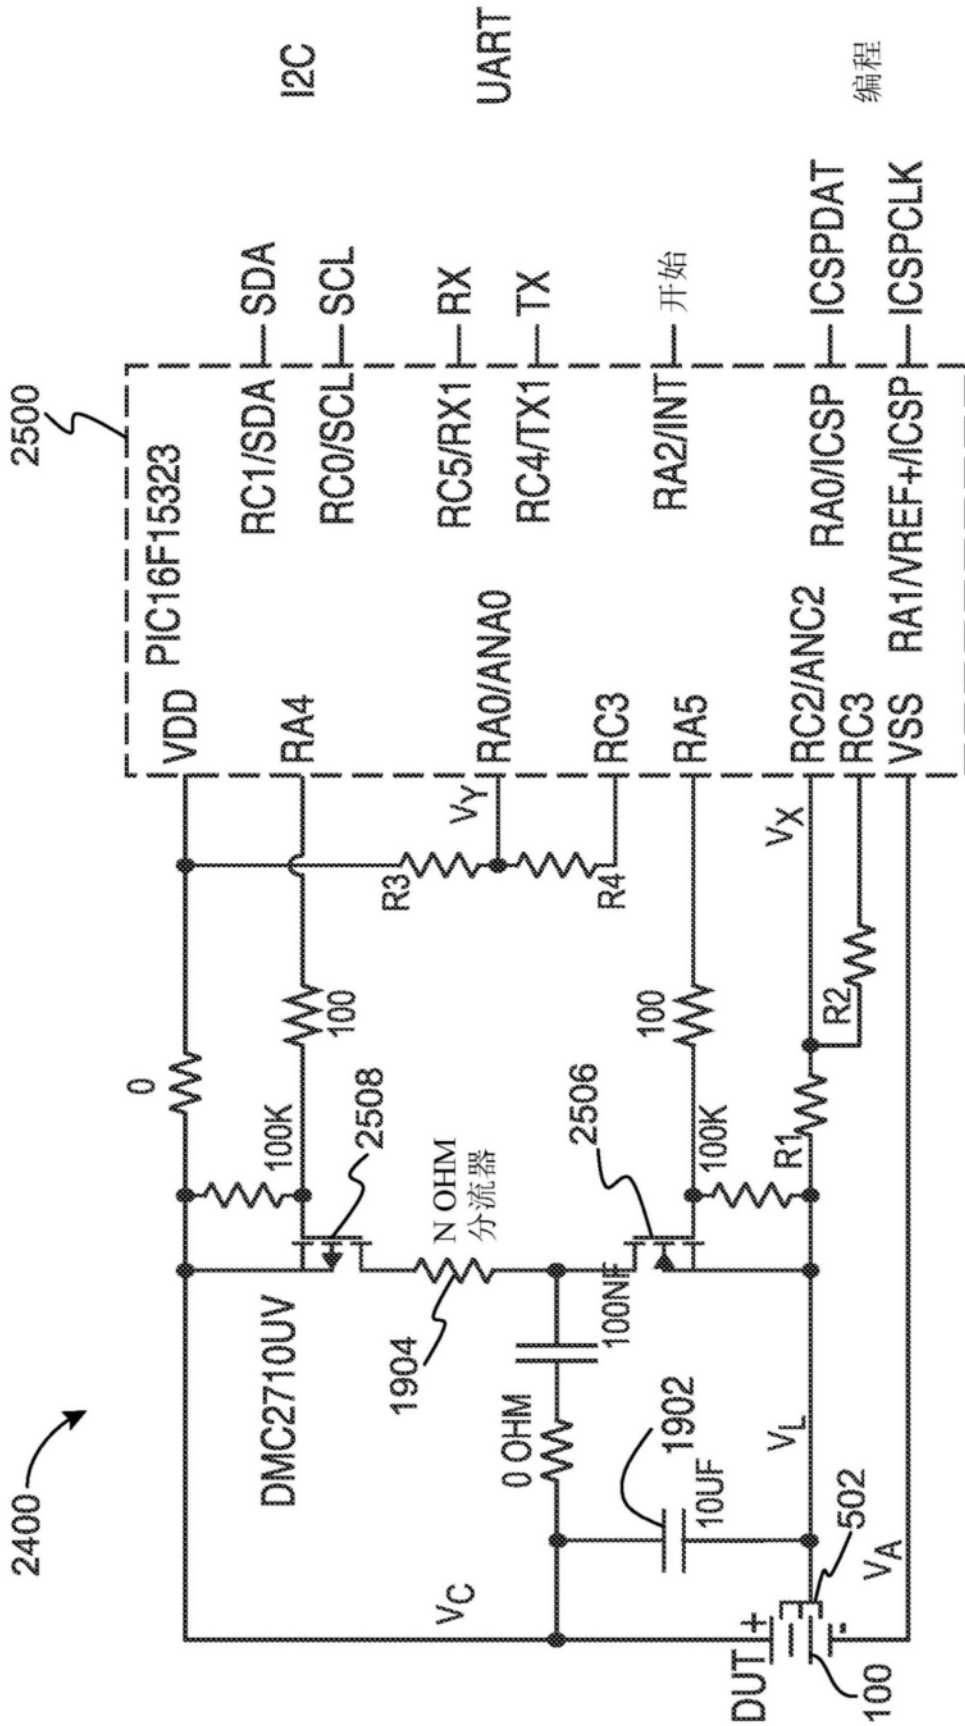 2400
2500
PIC16F15323
VDD
RA4
RA0/ANA0
RC3
RA5
RC2/ANC2
RC3
VSS
RC1/SDA
RC0/SCL
RC5/RX1
RC4/TX1
RA2/INT
RA0/ICSP
RA1/VREF+/ICSP
SDA
SCL
RX
TX
开始
ICSPDAT
ICSPCLK
I2C
UART
编程
0
100K
100
2508
DMC2710UV
N OHM
分流器
1904
R3
VY
R4
100
2506
100K
100NF
0 OHM
1902
10UF
VC
VL
VX
R1
R2
DUT
+
-
502
100
VA